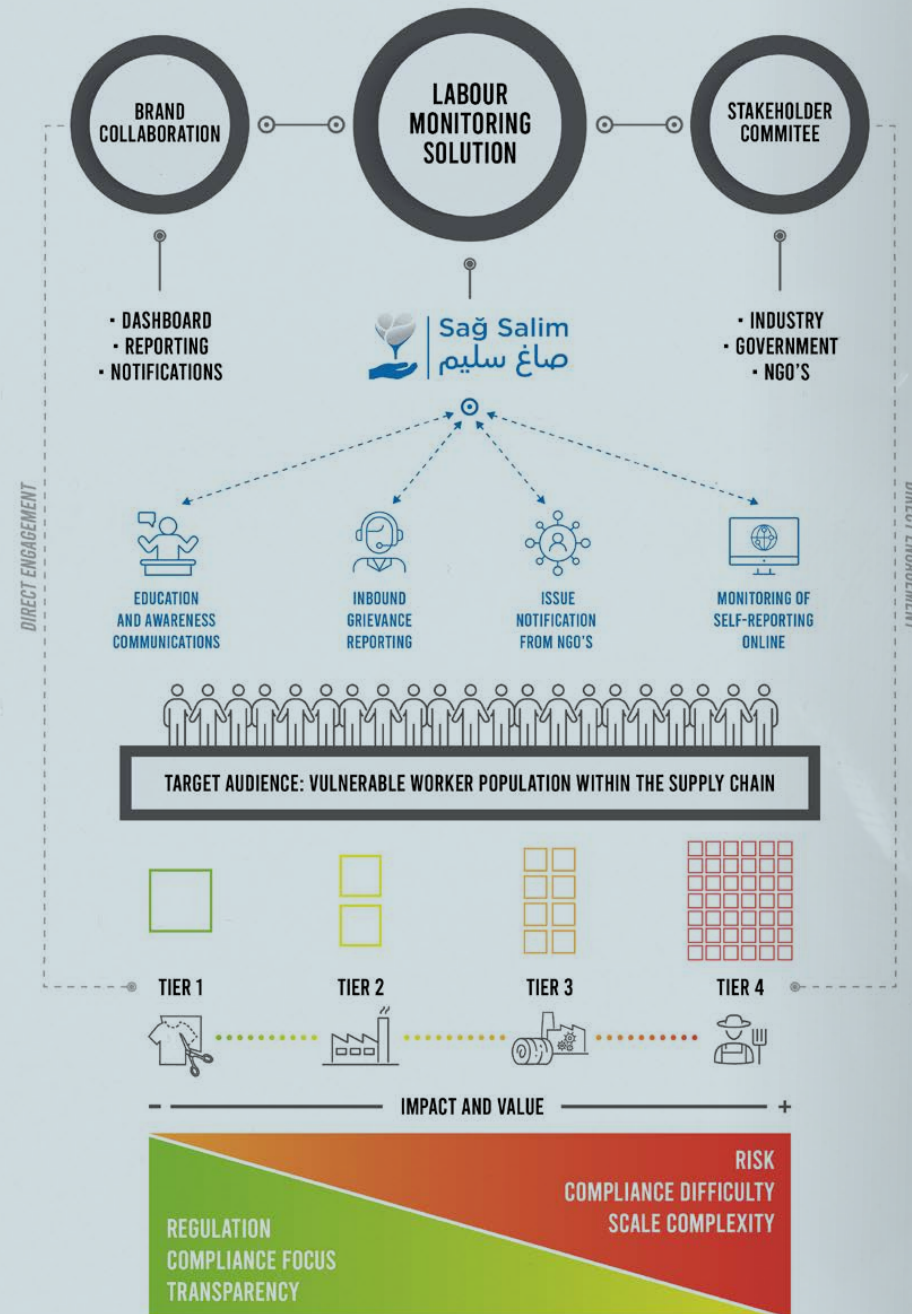 BRAND
COLLABORATION
LABOUR
MONITORING
SOLUTION
STAKEHOLDER
COMMITEE
▪ DASHBOARD
▪ REPORTING
▪ NOTIFICATIONS
Sağ Salim
صاغ سليم
▪ INDUSTRY
▪ GOVERNMENT
▪ NGO'S
DIRECT ENGAGEMENT
DIRECT ENGAGEMENT
EDUCATION
AND AWARENESS
COMMUNICATIONS
INBOUND
GRIEVANCE
REPORTING
ISSUE
NOTIFICATION
FROM NGO'S
MONITORING OF
SELF-REPORTING
ONLINE
TARGET AUDIENCE: VULNERABLE WORKER POPULATION WITHIN THE SUPPLY CHAIN
TIER 1
TIER 2
TIER 3
TIER 4
- IMPACT AND VALUE +
RISK
COMPLIANCE DIFFICULTY
SCALE COMPLEXITY
REGULATION
COMPLIANCE FOCUS
TRANSPARENCY